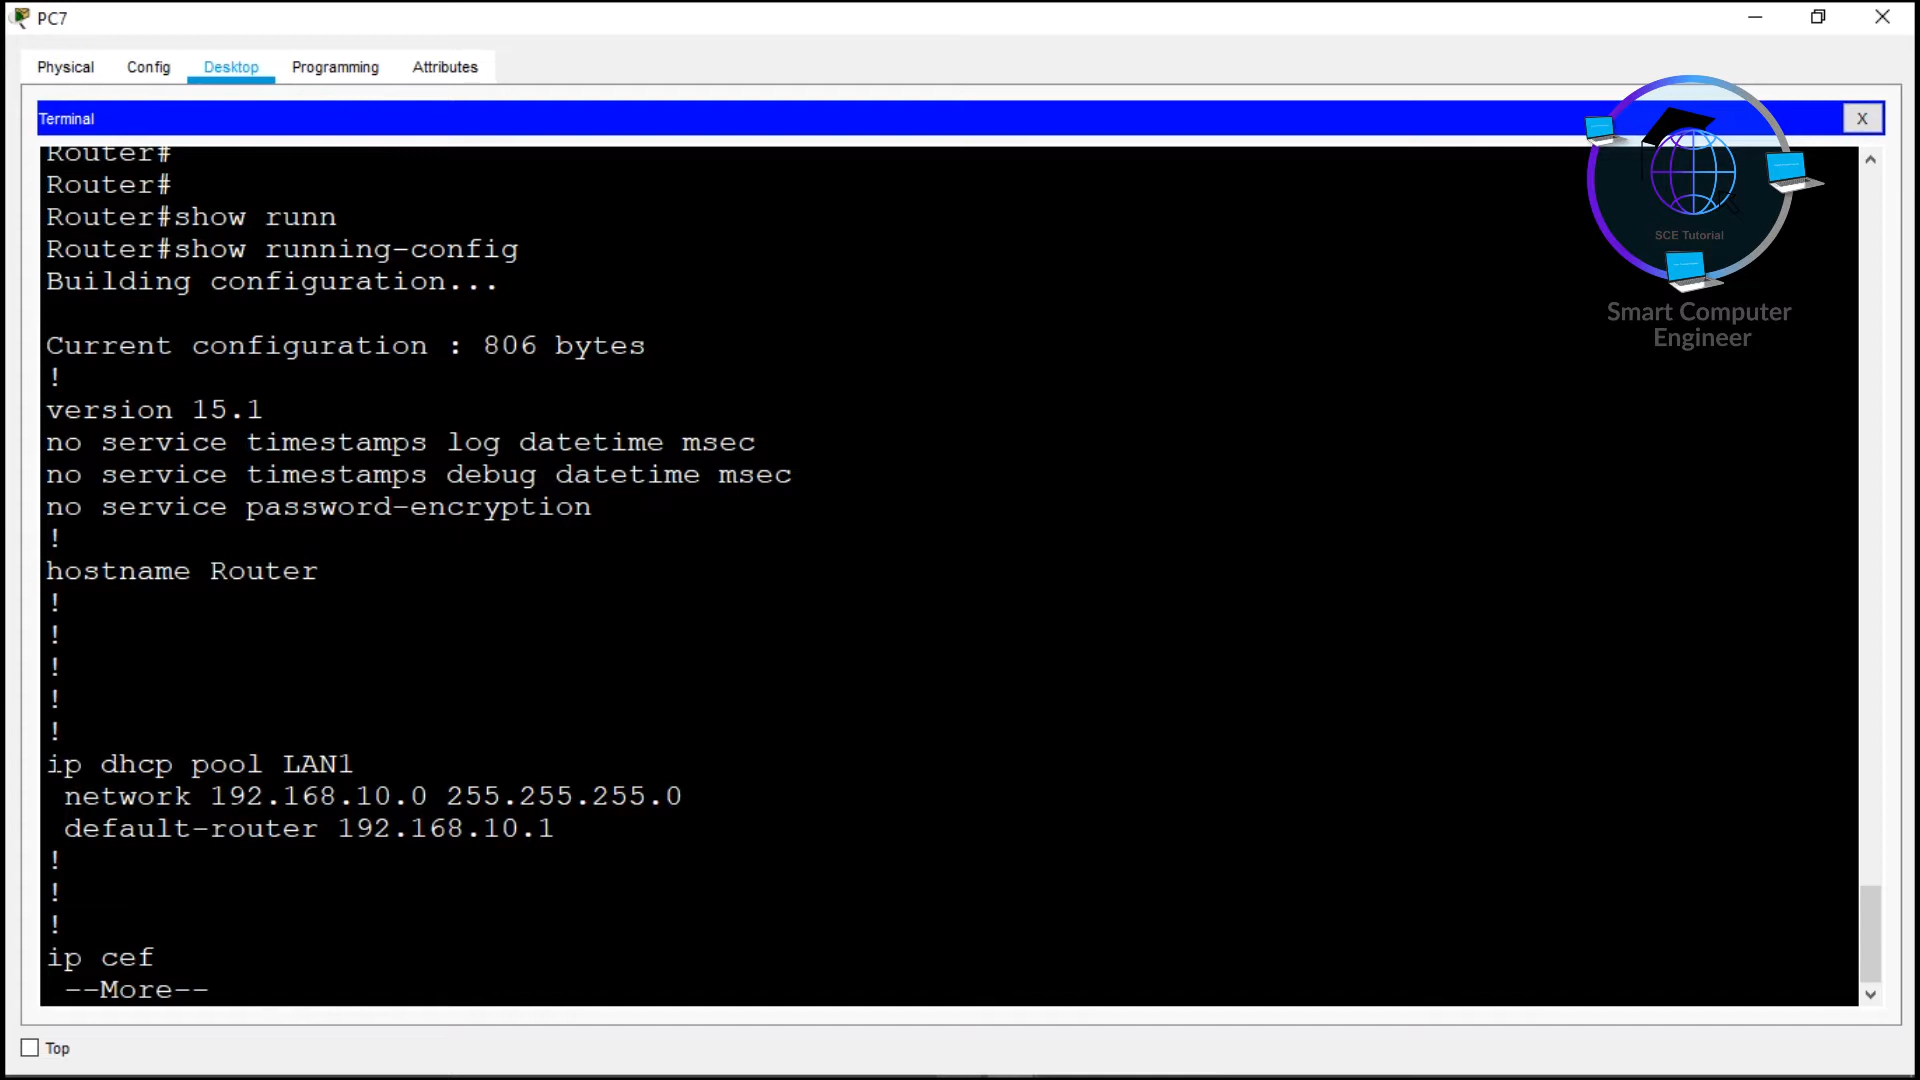 PC7
Physical Config Desktop Programming Attributes
Terminal
X
Router#
Router#
Router#show runn
Router#show running-config
Building configuration...
Current configuration : 806 bytes
!
version 15.1
no service timestamps log datetime msec
no service timestamps debug datetime msec
no service password-encryption
!
hostname Router
!
!
!
!
!
ip dhcp pool LAN1
network 192.168.10.0 255.255.255.0
default-router 192.168.10.1
!
!
!
ip cef
--More--
SCE Tutorial
Smart Computer
Engineer
Top